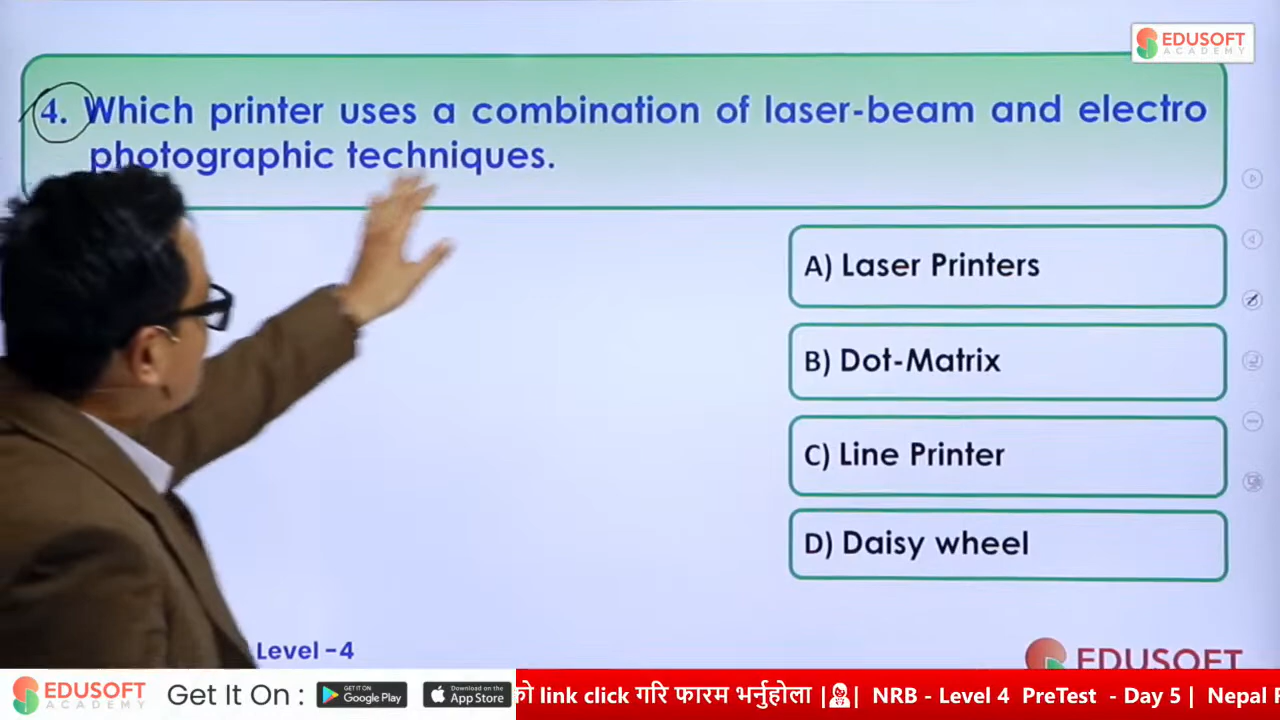 EDUSOFT
ACADEMY
4. Which printer uses a combination of laser-beam and electro
photographic techniques.
A) Laser Printers
B) Dot-Matrix
C) Line Printer
D) Daisy wheel
Level -4
EDUSOFT
EDUSOFT
ACADEMY
Get It On :
GET IT ON
Google Play
Download on the
App Store
को link click गरि फारम भर्नुहोला | | NRB - Level 4 PreTest - Day 5 | Nepal